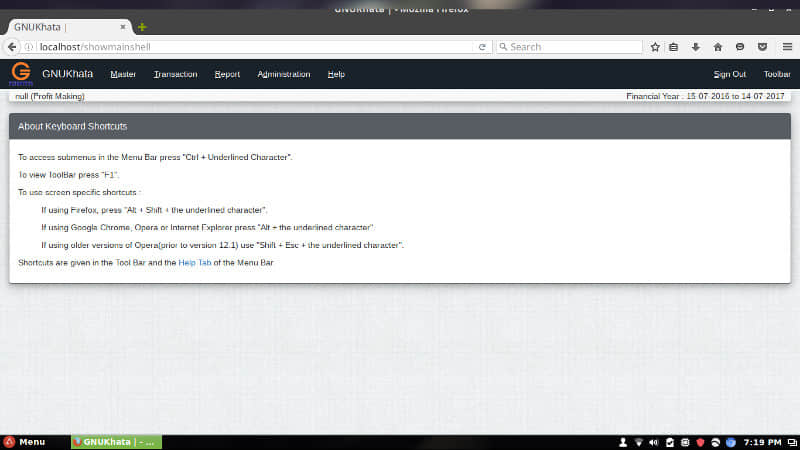 GNUKhata | - Mozilla Firefox
GNUKhata |
localhost/showmainshell
Search
GNUKhata Master Transaction Report Administration Help Sign Out Toolbar
null (Profit Making) Financial Year : 15-07-2016 to 14-07-2017
About Keyboard Shortcuts
To access submenus in the Menu Bar press "Ctrl + Underlined Character".
To view ToolBar press "F1".
To use screen specific shortcuts :
If using Firefox, press "Alt + Shift + the underlined character".
If using Google Chrome, Opera or Internet Explorer press "Alt + the underlined character"
If using older versions of Opera(prior to version 12.1) use "Shift + Esc + the underlined character".
Shortcuts are given in the Tool Bar and the Help Tab of the Menu Bar
Menu GNUKhata | - ... 7:19 PM